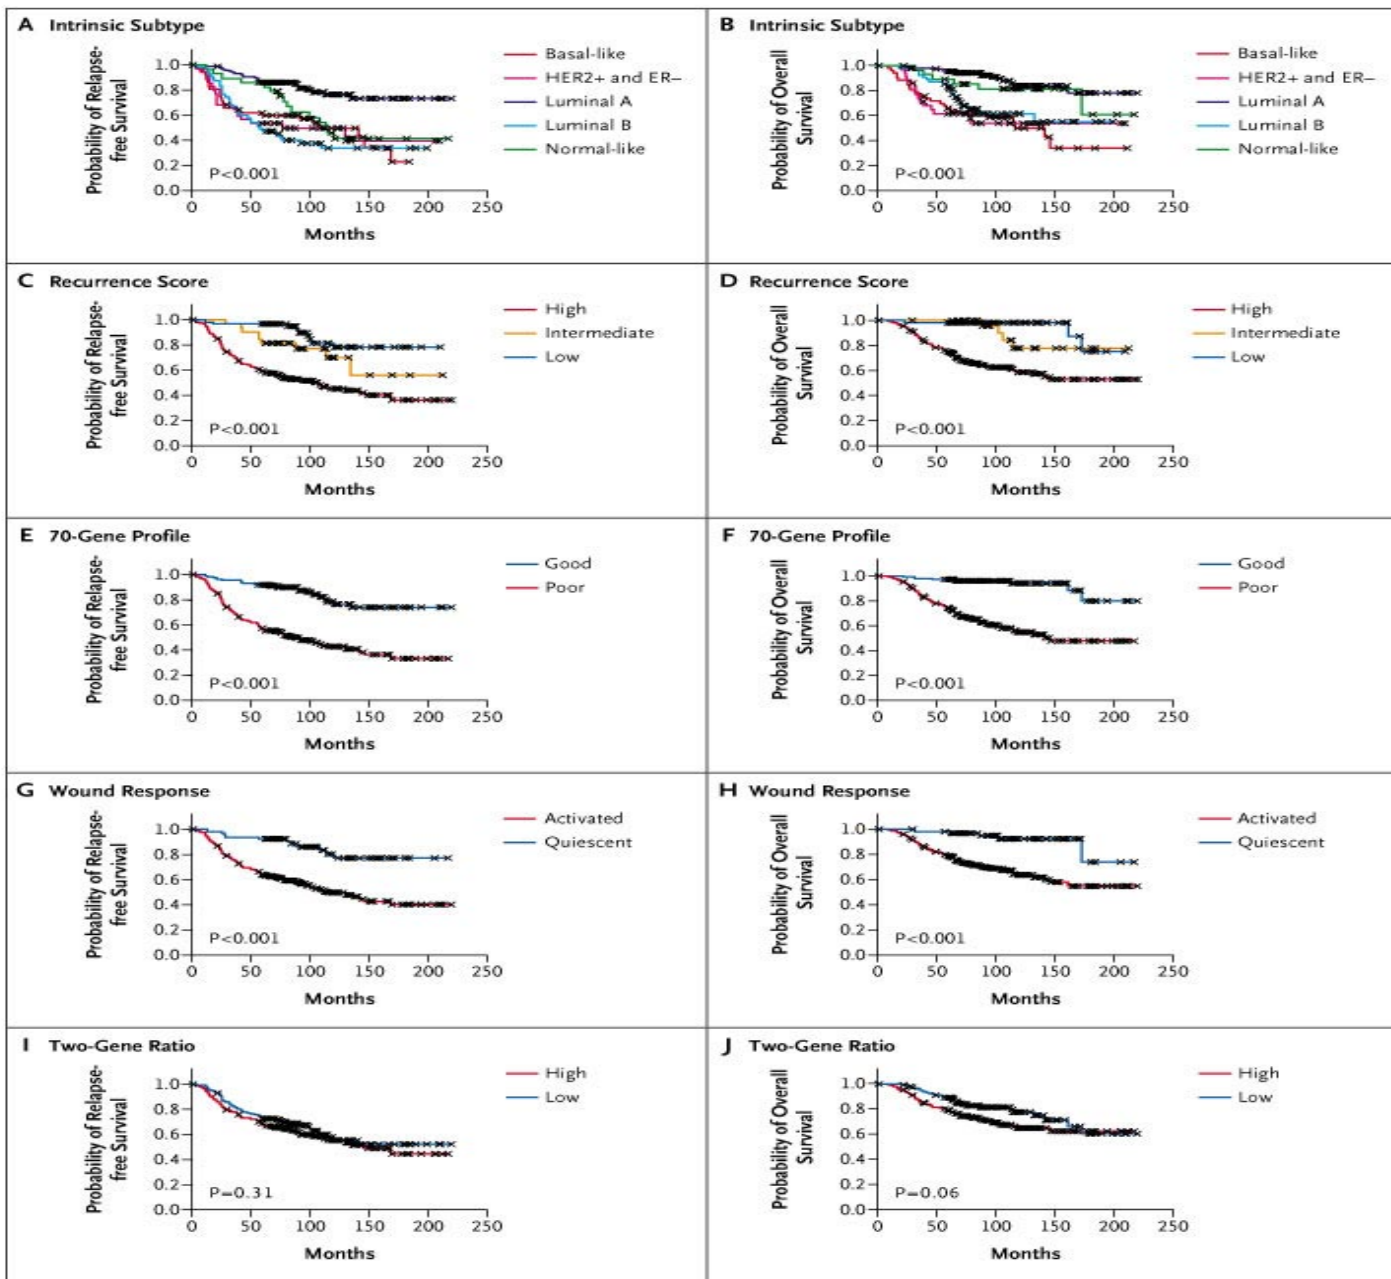 A Intrinsic Subtype
Probability of Relapse-
free Survival
1.0
0.8
0.6
0.4
0.2
0.0
P<0.001
0 50 100 150 200 250
Months
Basal-like
HER2+ and ER–
Luminal A
Luminal B
Normal-like
B Intrinsic Subtype
Probability of Overall
Survival
1.0
0.8
0.6
0.4
0.2
0.0
P<0.001
0 50 100 150 200 250
Months
Basal-like
HER2+ and ER–
Luminal A
Luminal B
Normal-like
C Recurrence Score
Probability of Relapse-
free Survival
1.0
0.8
0.6
0.4
0.2
0.0
P<0.001
0 50 100 150 200 250
Months
High
Intermediate
Low
D Recurrence Score
Probability of Overall
Survival
1.0
0.8
0.6
0.4
0.2
0.0
P<0.001
0 50 100 150 200 250
Months
High
Intermediate
Low
E 70-Gene Profile
Probability of Relapse-
free Survival
1.0
0.8
0.6
0.4
0.2
0.0
P<0.001
0 50 100 150 200 250
Months
Good
Poor
F 70-Gene Profile
Probability of Overall
Survival
1.0
0.8
0.6
0.4
0.2
0.0
P<0.001
0 50 100 150 200 250
Months
Good
Poor
G Wound Response
Probability of Relapse-
free Survival
1.0
0.8
0.6
0.4
0.2
0.0
P<0.001
0 50 100 150 200 250
Months
Activated
Quiescent
H Wound Response
Probability of Overall
Survival
1.0
0.8
0.6
0.4
0.2
0.0
P<0.001
0 50 100 150 200 250
Months
Activated
Quiescent
I Two-Gene Ratio
Probability of Relapse-
free Survival
1.0
0.8
0.6
0.4
0.2
0.0
P=0.31
0 50 100 150 200 250
Months
High
Low
J Two-Gene Ratio
Probability of Overall
Survival
1.0
0.8
0.6
0.4
0.2
0.0
P=0.06
0 50 100 150 200 250
Months
High
Low